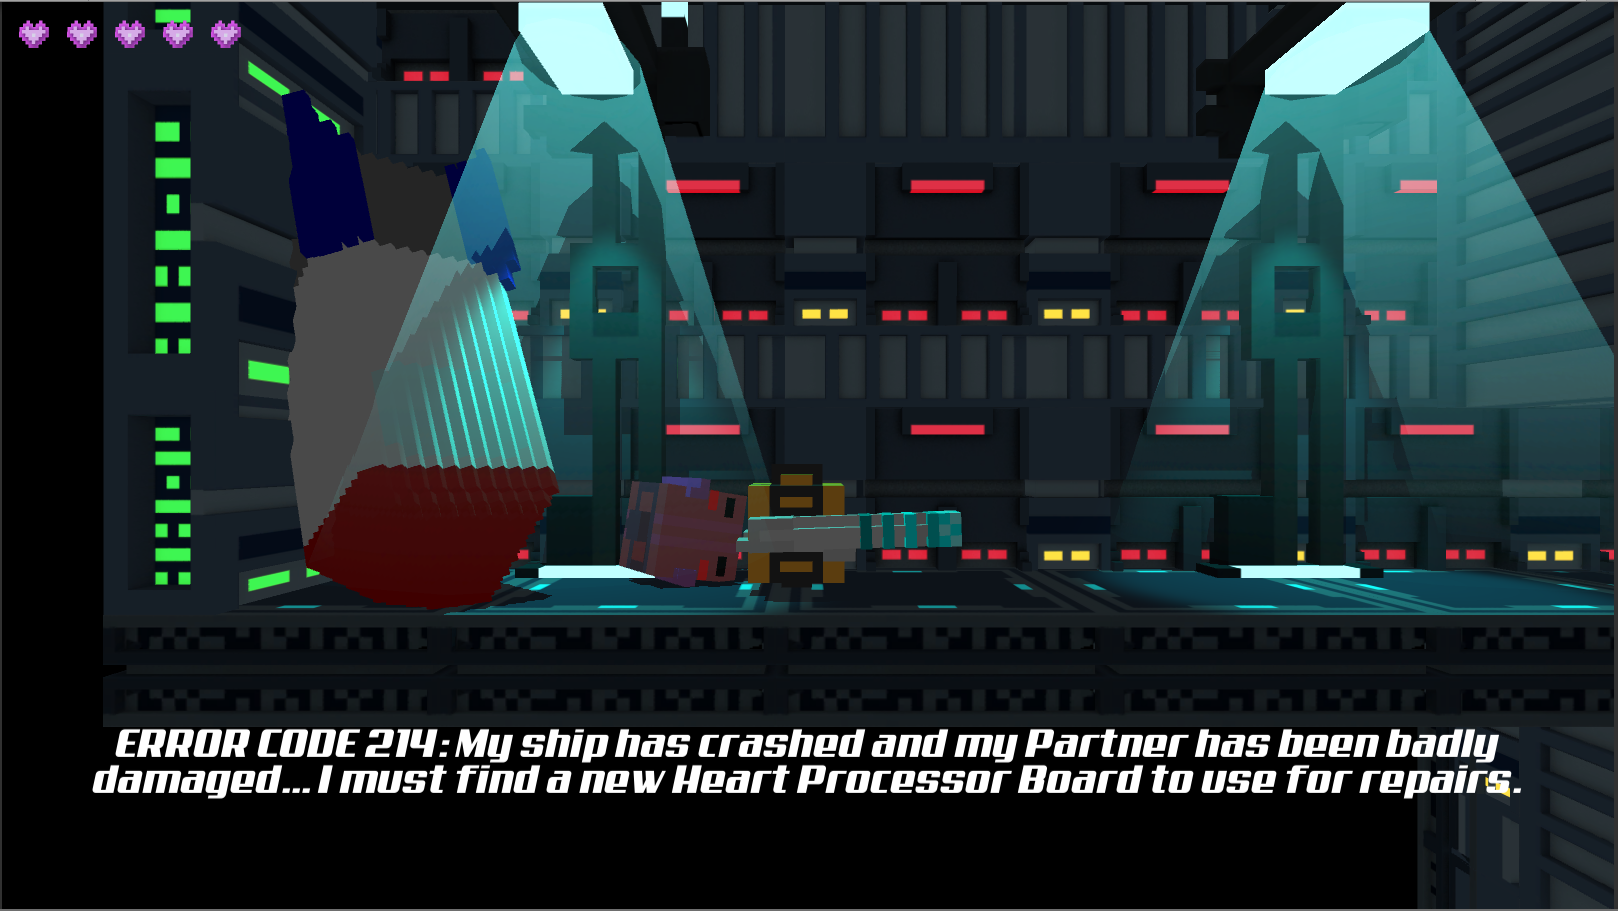 ERROR CODE 214: My ship has crashed and my Partner has been badly
damaged... I must find a new Heart Processor Board to use for repairs.